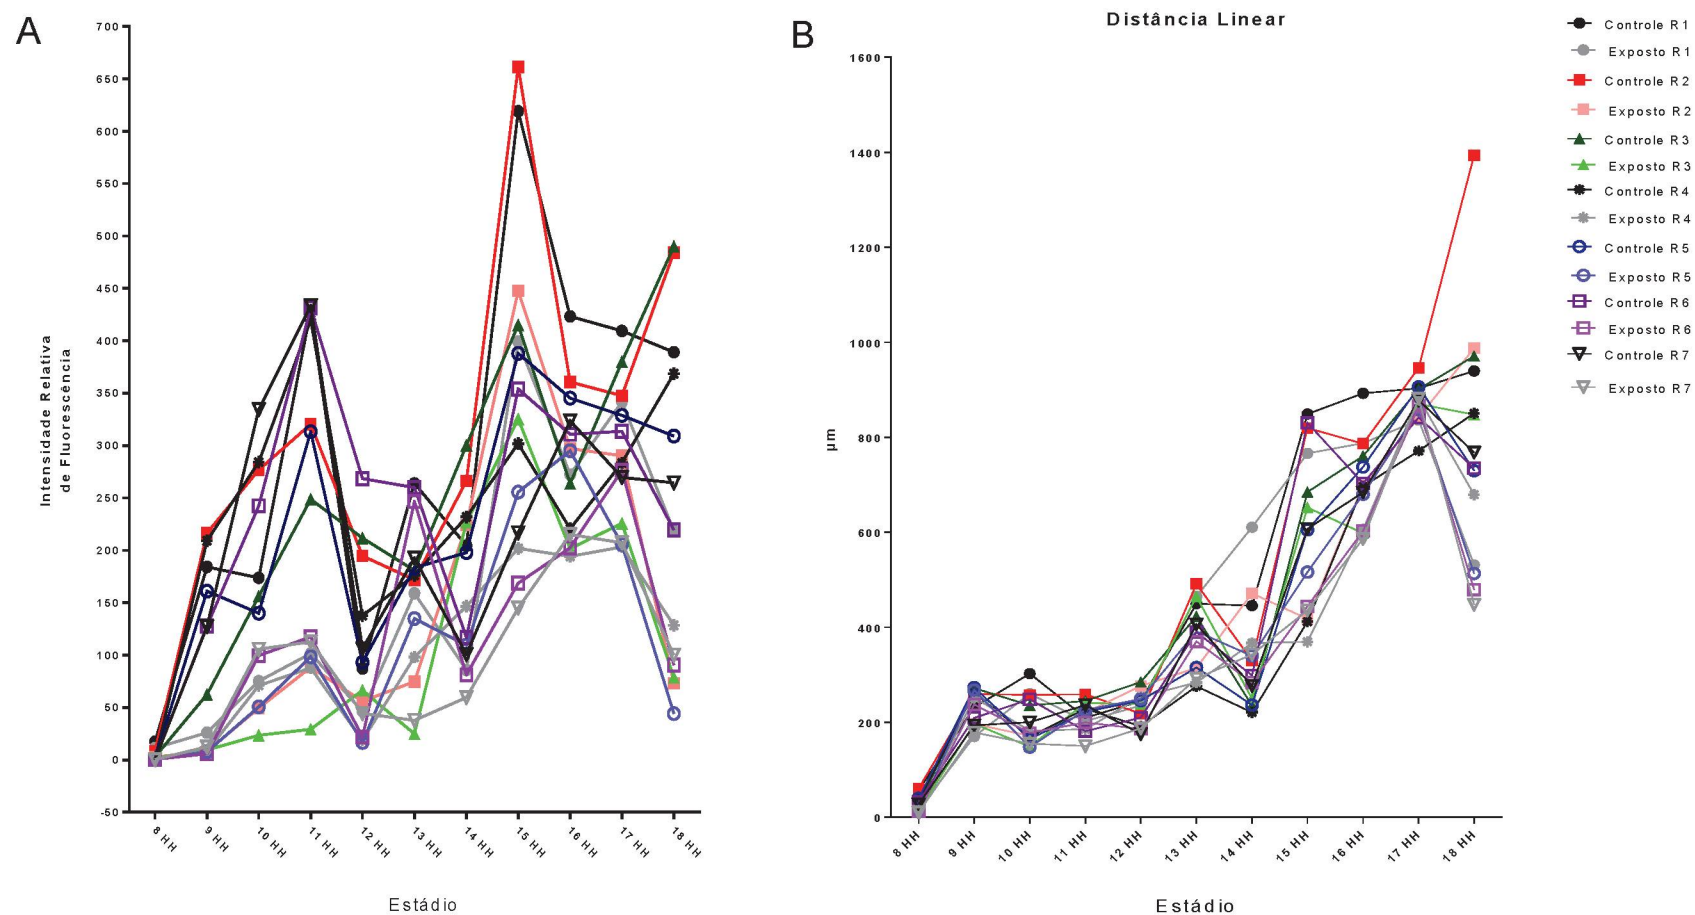 A
700
650
600
550
500
450
400
350
300
250
200
150
100
50
0
-50
Intensidade Relativa
de Fluorescência
8 HH
9 HH
10 HH
11 HH
12 HH
13 HH
14 HH
15 HH
16 HH
17 HH
18 HH
Estádio
B
Distância Linear
1600
1400
1200
1000
800
600
400
200
0
µm
8 HH
9 HH
10 HH
11 HH
12 HH
13 HH
14 HH
15 HH
16 HH
17 HH
18 HH
Estádio
Controle R1
Exposto R1
Controle R2
Exposto R2
Controle R3
Exposto R3
Controle R4
Exposto R4
Controle R5
Exposto R5
Controle R6
Exposto R6
Controle R7
Exposto R7